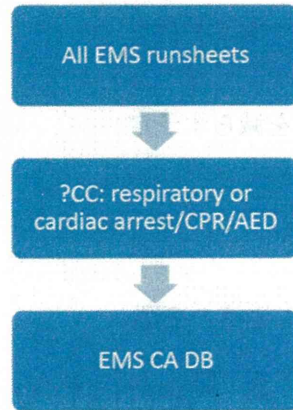 All EMS runsheets
?CC: respiratory or
cardiac arrest/CPR/AED
EMS CA DB